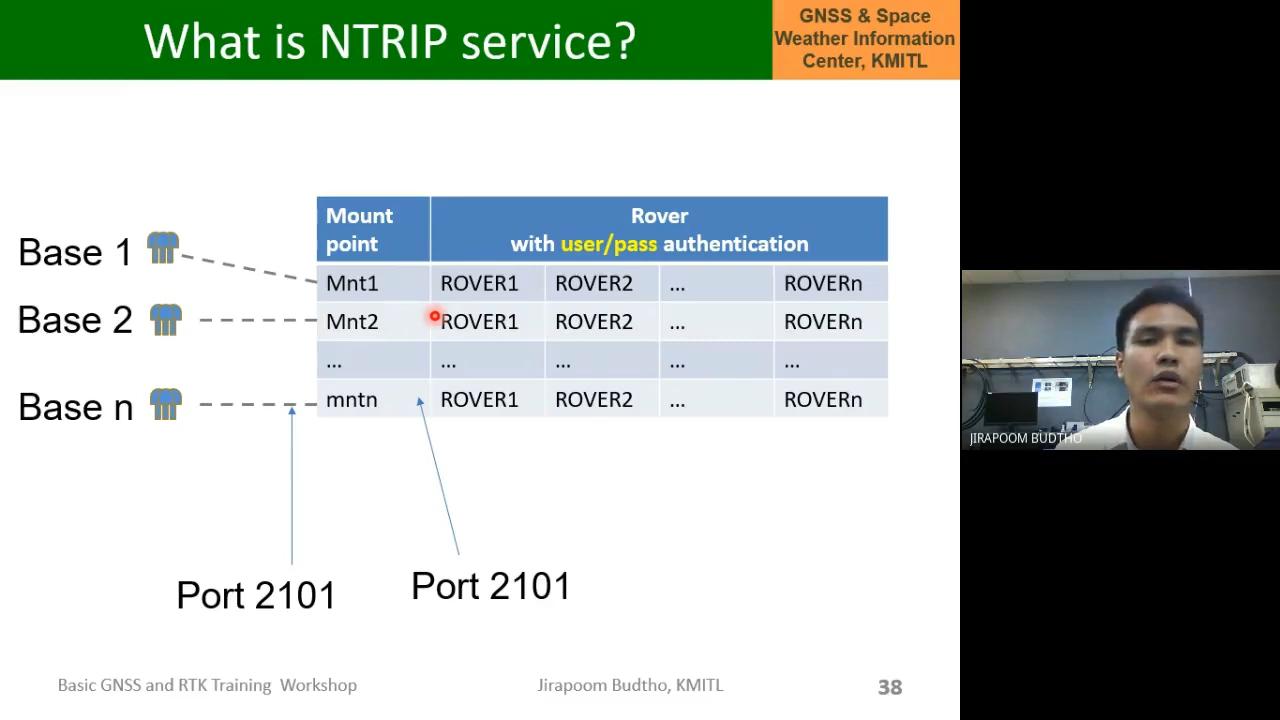 What is NTRIP service?
GNSS & Space
Weather Information
Center, KMITL
Mount
point
Rover
with user/pass authentication
Base 1
Mnt1 ROVER1 ROVER2 ... ROVERn
Base 2
Mnt2 ROVER1 ROVER2 ... ROVERn
... ... ... ... ...
Base n
mntn ROVER1 ROVER2 ... ROVERn
Port 2101
Port 2101
JIRAPOOM BUDTHO
Basic GNSS and RTK Training Workshop
Jirapoom Budtho, KMITL
38